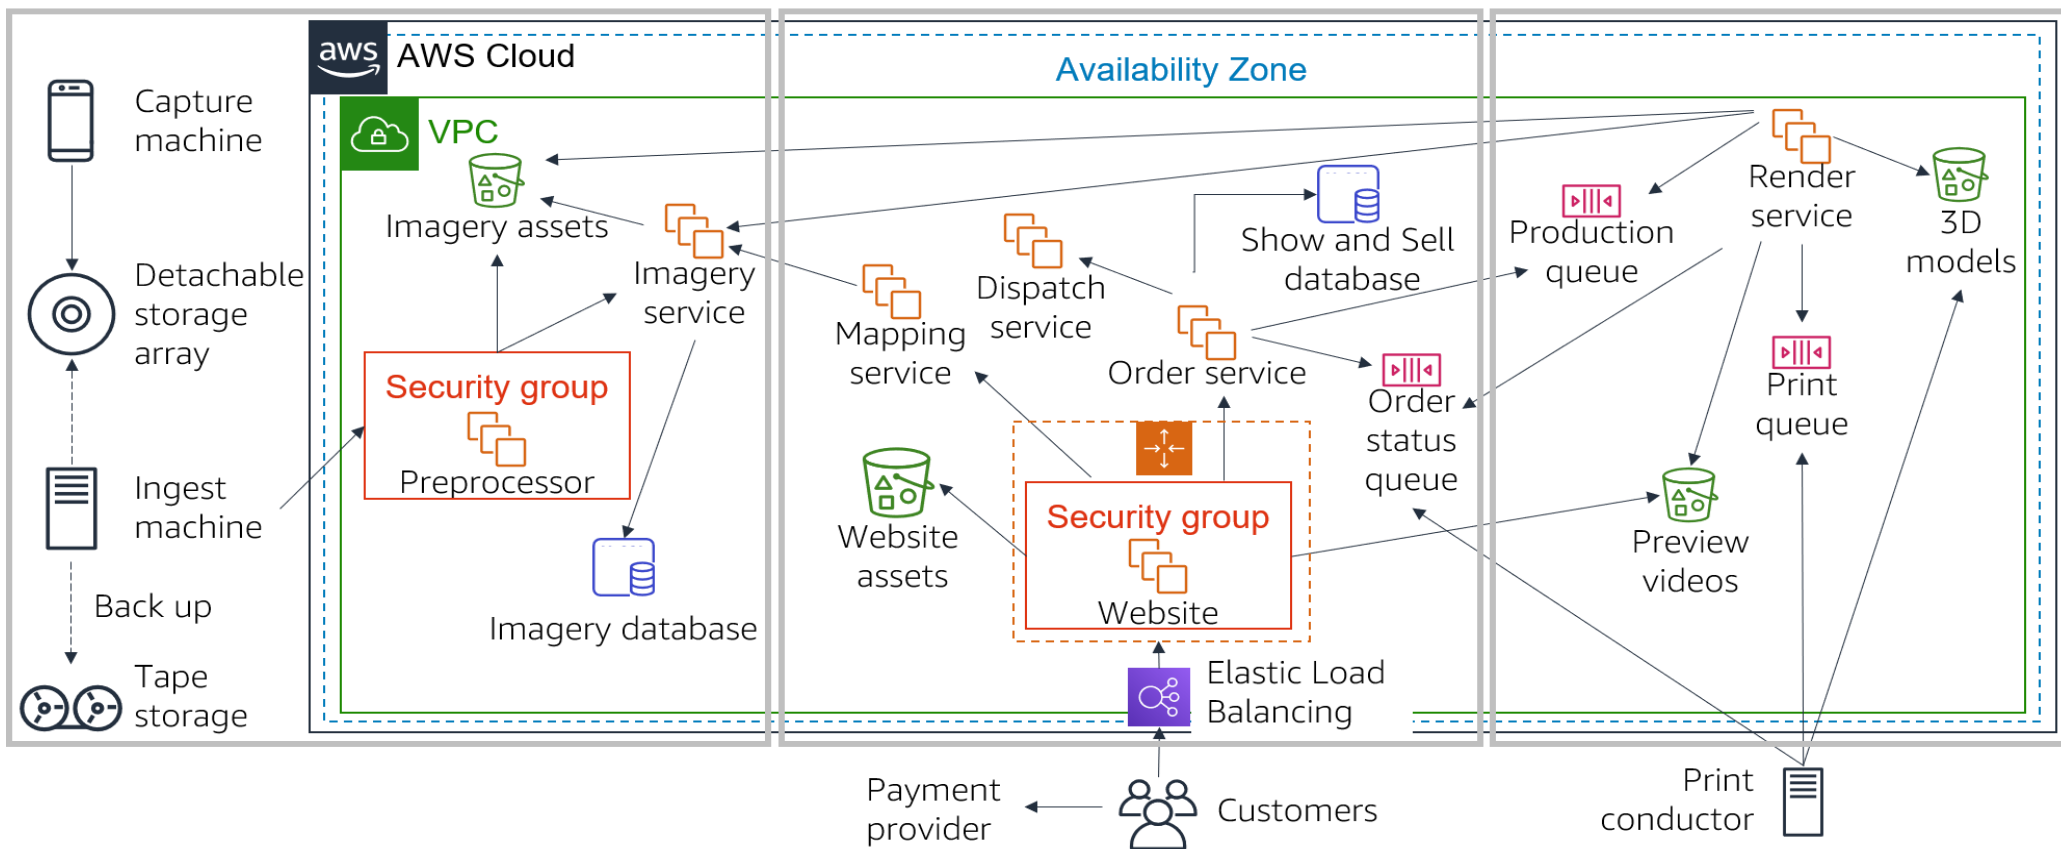 aws
AWS Cloud
Availability Zone
VPC
Capture
machine
Detachable
storage
array
Ingest
machine
Back up
Tape
storage
Imagery assets
Imagery
service
Security group
Preprocessor
Imagery database
Mapping
service
Dispatch
service
Show and Sell
database
Order service
Order
status
queue
Website
assets
Security group
Website
Elastic Load
Balancing
Production
queue
Render
service
3D
models
Print
queue
Preview
videos
Payment
provider
Customers
Print
conductor